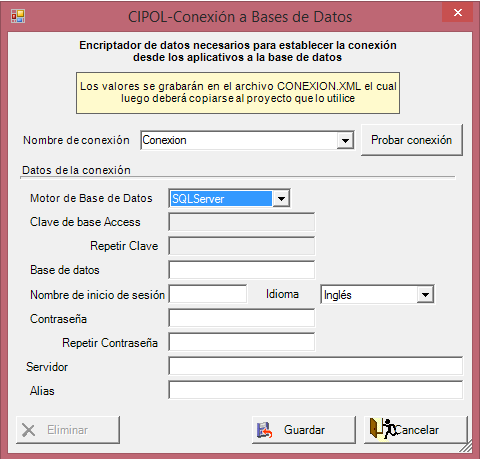 CIPOL-Conexión a Bases de Datos
Encriptador de datos necesarios para establecer la conexión
desde los aplicativos a la base de datos
Los valores se grabarán en el archivo CONEXION.XML el cual
luego deberá copiarse al proyecto que lo utilice
Nombre de conexión Conexion Probar conexión
Datos de la conexión
Motor de Base de Datos SQLServer
Clave de base Access
Repetir Clave
Base de datos
Nombre de inicio de sesión Idioma Inglés
Contraseña
Repetir Contraseña
Servidor
Alias
Eliminar Guardar Cancelar